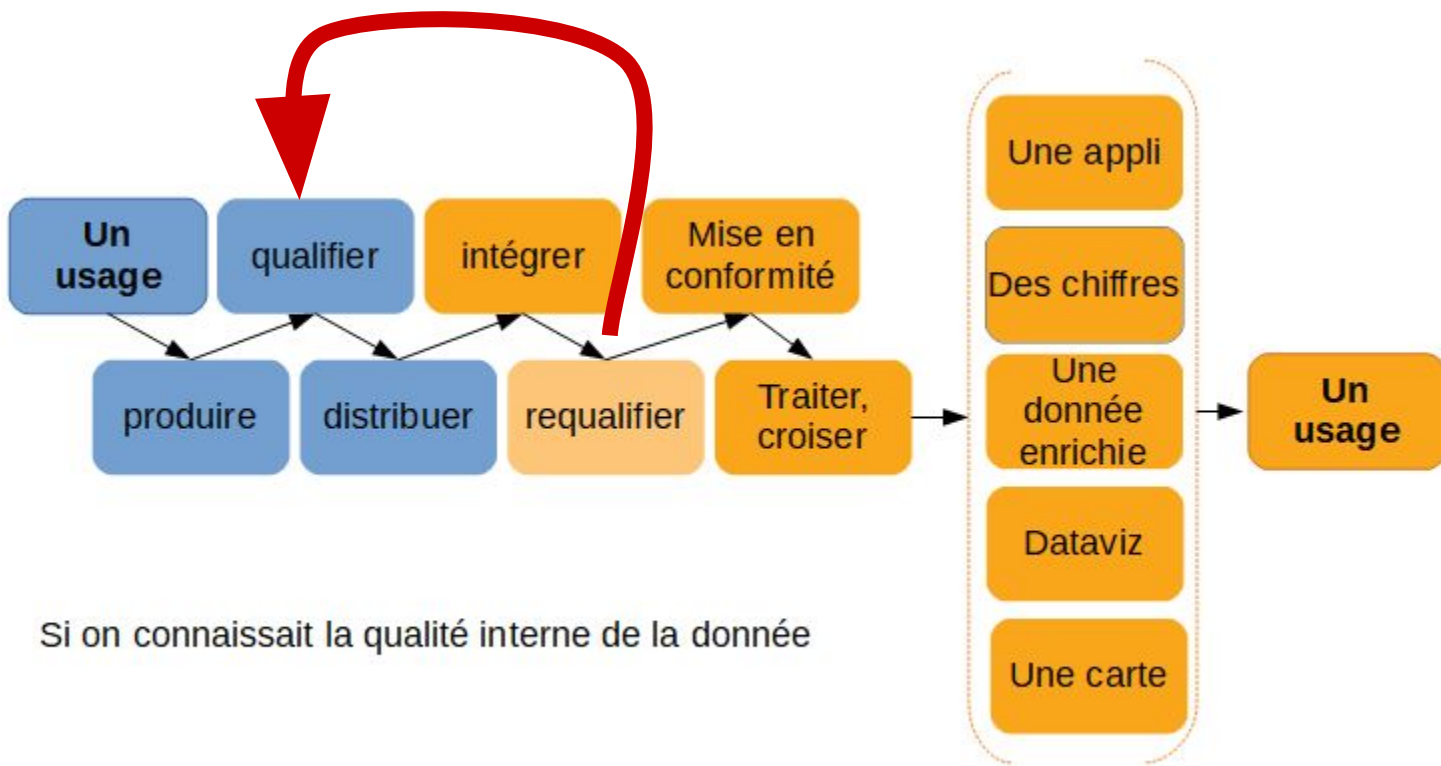 Un
usage
qualifier
intégrer
Mise en
conformité
produire
distribuer
requalifier
Traiter,
croiser
Une appli
Des chiffres
Une
donnée
enrichie
Dataviz
Une carte
Un
usage
Si on connaissait la qualité interne de la donnée